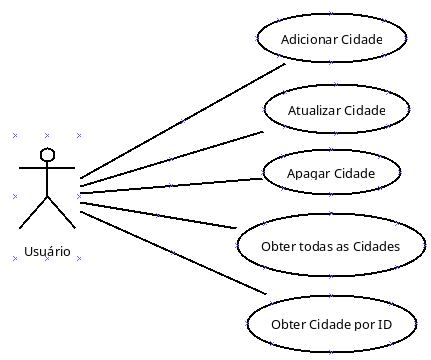 Adicionar Cidade
Atualizar Cidade
Apagar Cidade
Usuário
Obter todas as Cidades
Obter Cidade por ID